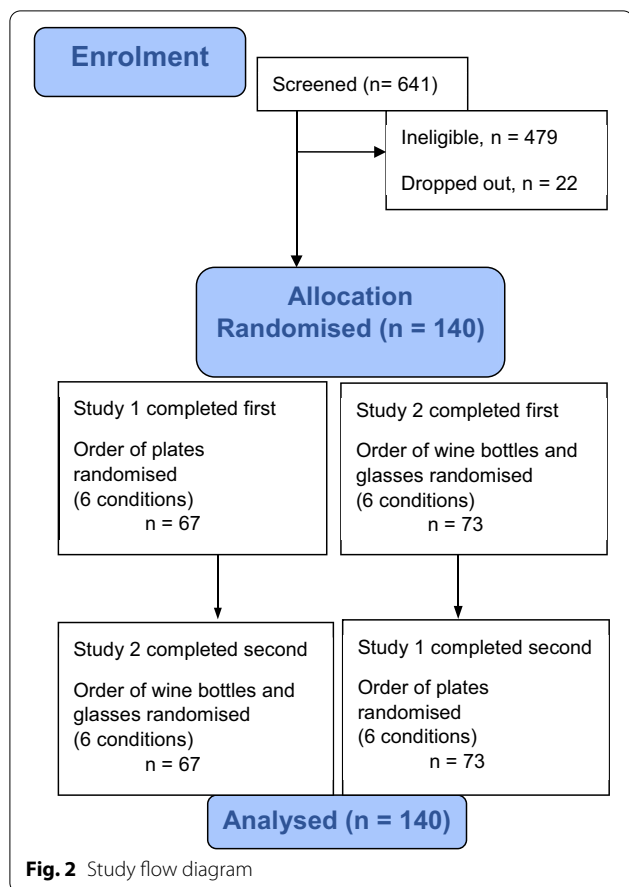 Enrolment
Screened (n= 641)
Ineligible, n = 479
Dropped out, n = 22
Allocation
Randomised (n = 140)
Study 1 completed first
Order of plates
randomised
(6 conditions)
n = 67
Study 2 completed first
Order of wine bottles and
glasses randomised
(6 conditions)
n = 73
Study 2 completed second
Order of wine bottles and
glasses randomised
(6 conditions)
n = 67
Study 1 completed second
Order of plates
randomised
(6 conditions)
n = 73
Analysed (n = 140)
Fig. 2 Study flow diagram